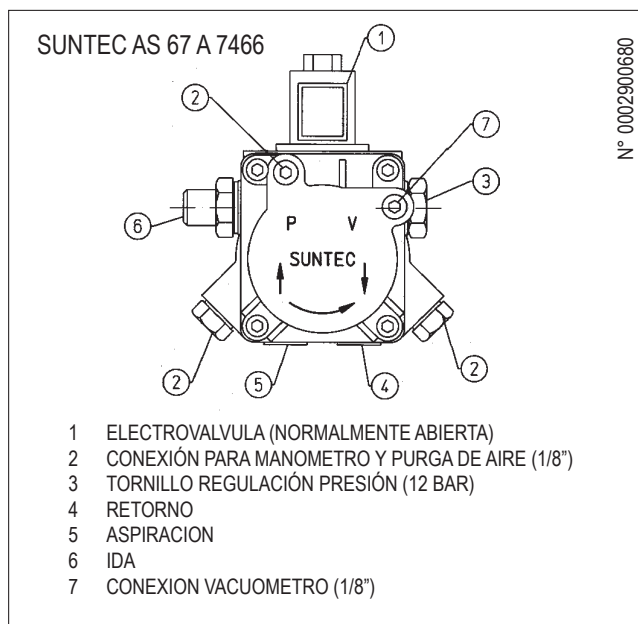 SUNTEC AS 67 A 7466
N° 0002900680
1
2
7
3
6
P V
SUNTEC
2
5
4
2
1 ELECTROVALVULA (NORMALMENTE ABIERTA)
2 CONEXIÓN PARA MANOMETRO Y PURGA DE AIRE (1/8”)
3 TORNILLO REGULACIÓN PRESIÓN (12 BAR)
4 RETORNO
5 ASPIRACION
6 IDA
7 CONEXION VACUOMETRO (1/8”)